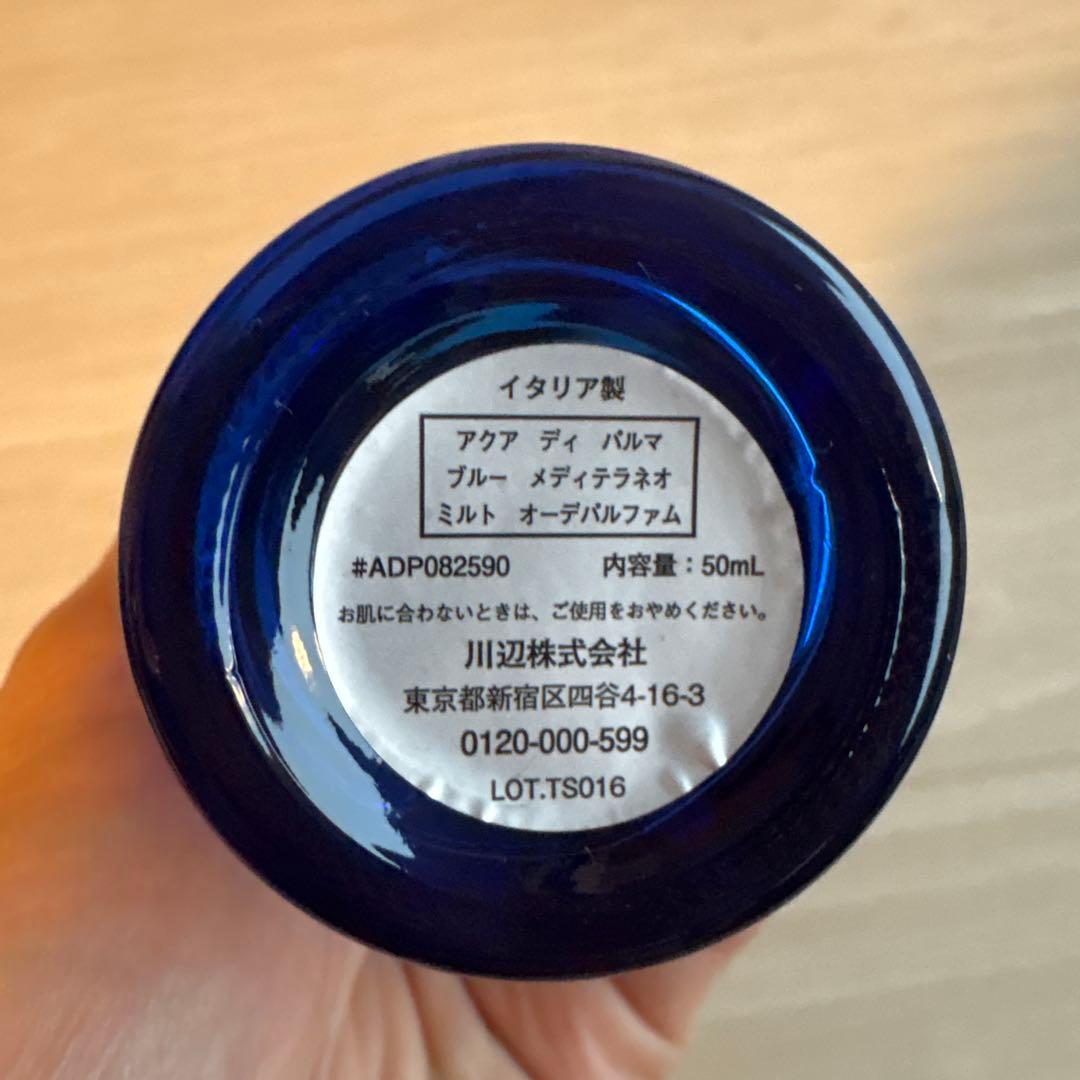 イタリア製
アクア ディ パルマ
ブルー メディテラネオ
ミルト オーデパルファム
#ADP082590 内容量：50mL
お肌に合わないときは、ご使用をおやめください。
川辺株式会社
東京都新宿区四谷4-16-3
0120-000-599
LOT.TS016